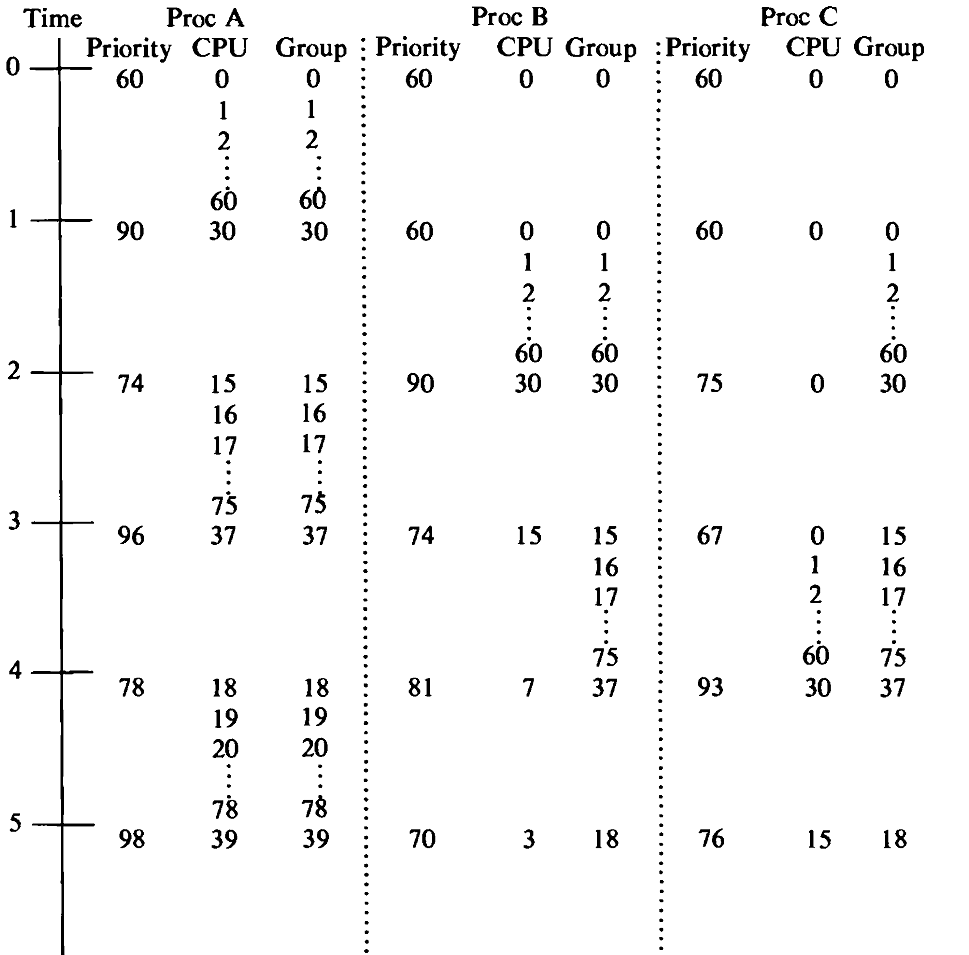 Time Proc A Proc B Proc C
Priority CPU Group Priority CPU Group Priority CPU Group
0
60 0 0 60 0 0 60 0 0
1 1
2 2
60 60
1
90 30 30 60 0 0 60 0 0
1 1 1
2 2 2
60 60 60
2
74 15 15 90 30 30 75 0 30
16 16
17 17
75 75
3
96 37 37 74 15 15 67 0 15
16 1 16
17 2 17
75 60 75
4
78 18 18 81 7 37 93 30 37
19 19
20 20
78 78
5
98 39 39 70 3 18 76 15 18